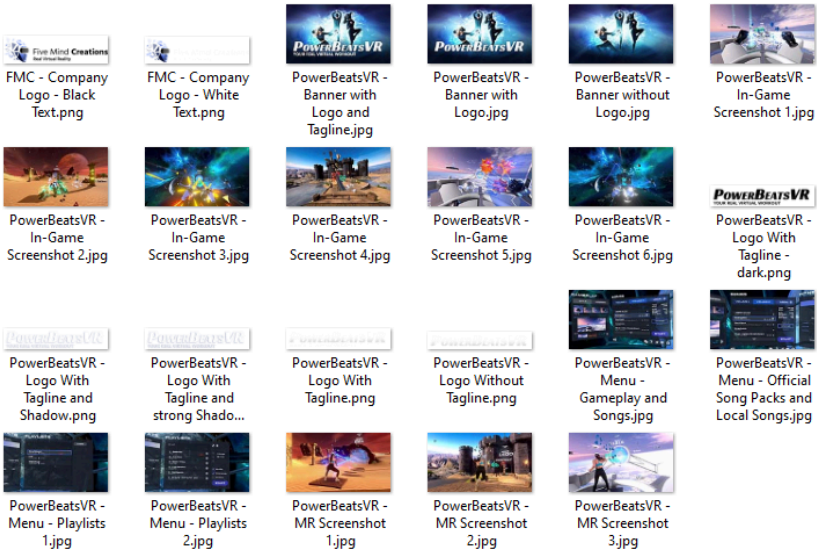 Five Mind Creations
Real Virtual Reality
POWERBEATSVR
YOUR REAL VIRTUAL WORKOUT
POWERBEATSVR
FMC - Company
Logo - Black
Text.png
FMC - Company
Logo - White
Text.png
PowerBeatsVR -
Banner with
Logo and
Tagline.jpg
PowerBeatsVR -
Banner with
Logo.jpg
PowerBeatsVR -
Banner without
Logo.jpg
PowerBeatsVR -
In-Game
Screenshot 1.jpg
PowerBeatsVR -
In-Game
Screenshot 2.jpg
PowerBeatsVR -
In-Game
Screenshot 3.jpg
PowerBeatsVR -
In-Game
Screenshot 4.jpg
PowerBeatsVR -
In-Game
Screenshot 5.jpg
PowerBeatsVR -
In-Game
Screenshot 6.jpg
POWERBEATSVR
YOUR REAL VIRTUAL WORKOUT
PowerBeatsVR -
Logo With
Tagline -
dark.png
POWERBEATSVR
PowerBeatsVR -
Logo With
Tagline and
Shadow.png
POWERBEATSVR
PowerBeatsVR -
Logo With
Tagline and
strong Shado...
POWERBEATSVR
PowerBeatsVR -
Logo With
Tagline.png
POWERBEATSVR
PowerBeatsVR -
Logo Without
Tagline.png
PowerBeatsVR -
Menu -
Gameplay and
Songs.jpg
PowerBeatsVR -
Menu - Official
Song Packs and
Local Songs.jpg
PLAYLISTS
PowerBeatsVR -
Menu - Playlists
1.jpg
PLAYLISTS
PowerBeatsVR -
Menu - Playlists
2.jpg
PowerBeatsVR -
MR Screenshot
1.jpg
PowerBeatsVR -
MR Screenshot
2.jpg
PowerBeatsVR -
MR Screenshot
3.jpg